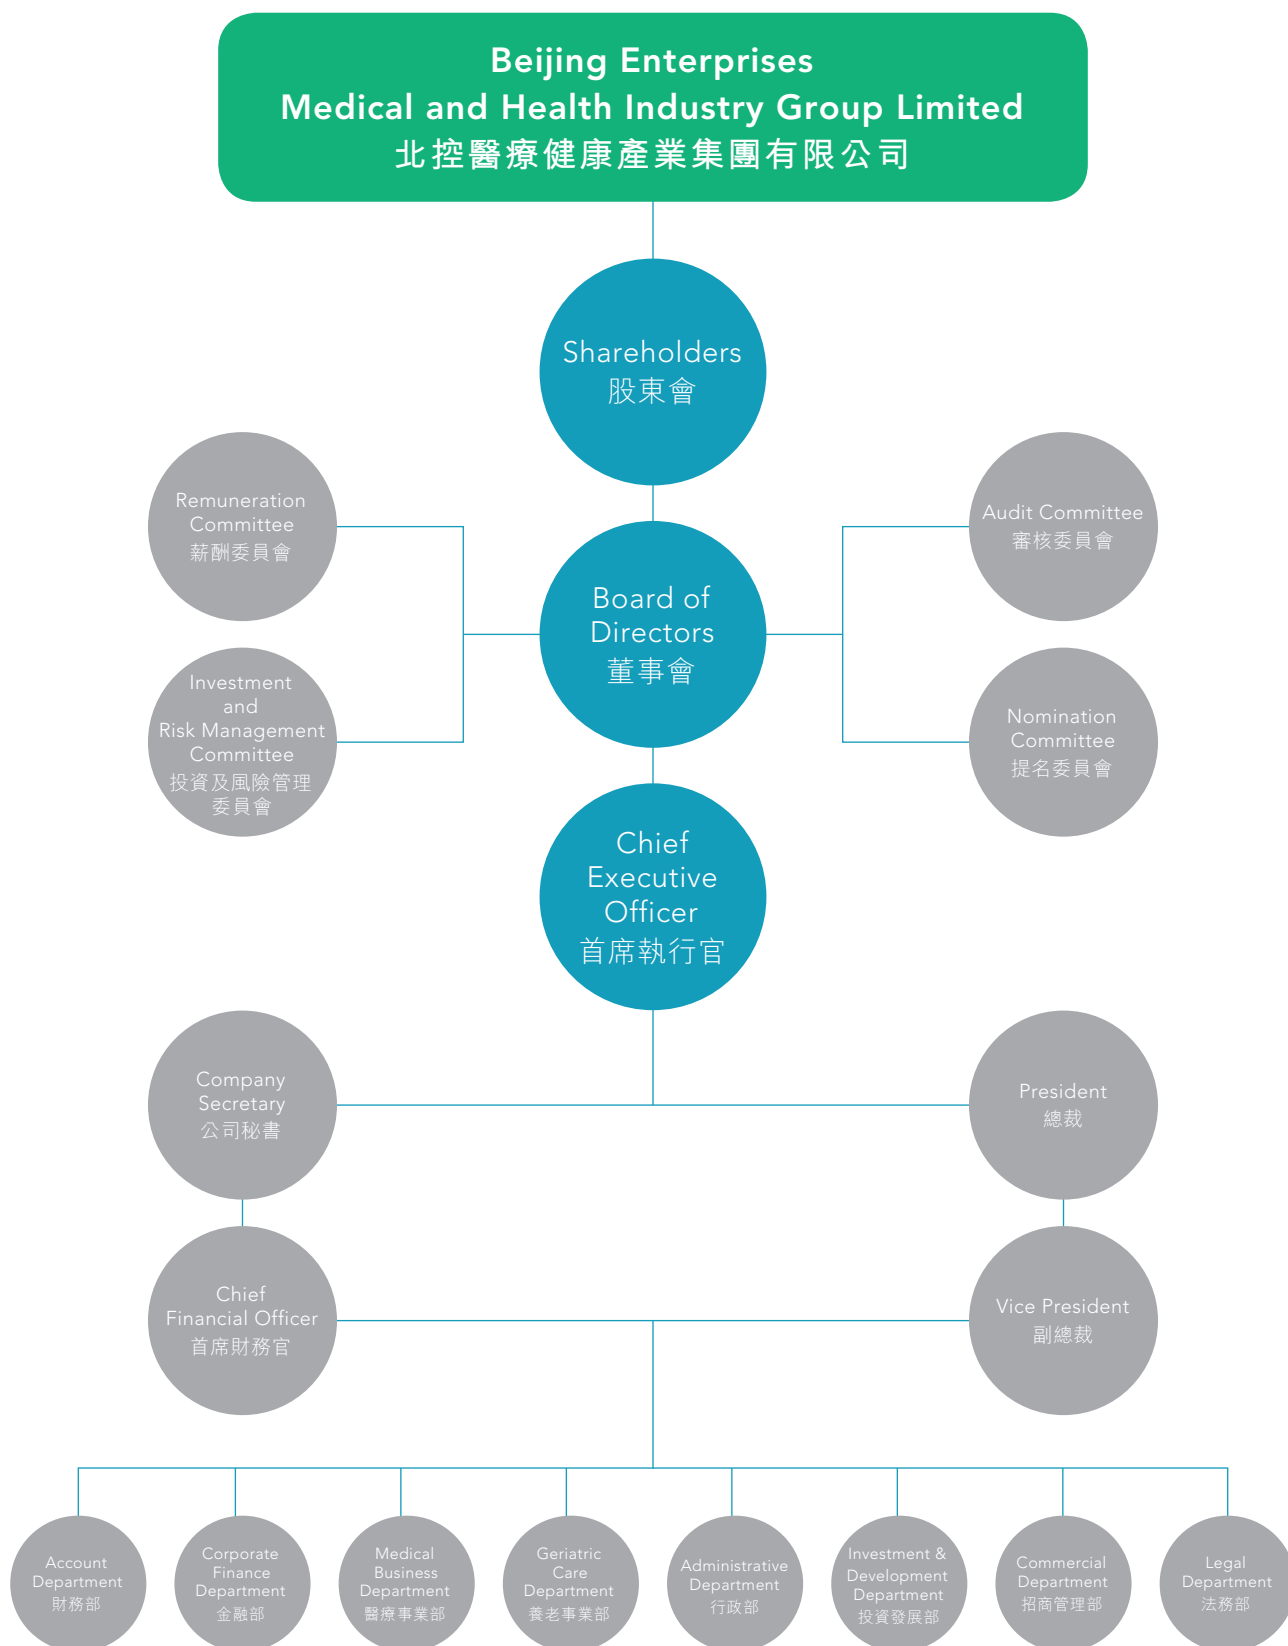 Beijing Enterprises
Medical and Health Industry Group Limited
北控醫療健康產業集團有限公司
Shareholders
股東會
Remuneration
Committee
薪酬委員會
Audit Committee
審核委員會
Board of
Directors
董事會
Investment
and
Risk Management
Committee
投資及風險管理
委員會
Nomination
Committee
提名委員會
Chief
Executive
Officer
首席執行官
Company
Secretary
公司秘書
President
總裁
Chief
Financial Officer
首席財務官
Vice President
副總裁
Account
Department
財務部
Corporate
Finance
Department
金融部
Medical
Business
Department
醫療事業部
Geriatric
Care
Department
養老事業部
Administrative
Department
行政部
Investment &
Development
Department
投資發展部
Commercial
Department
招商管理部
Legal
Department
法務部